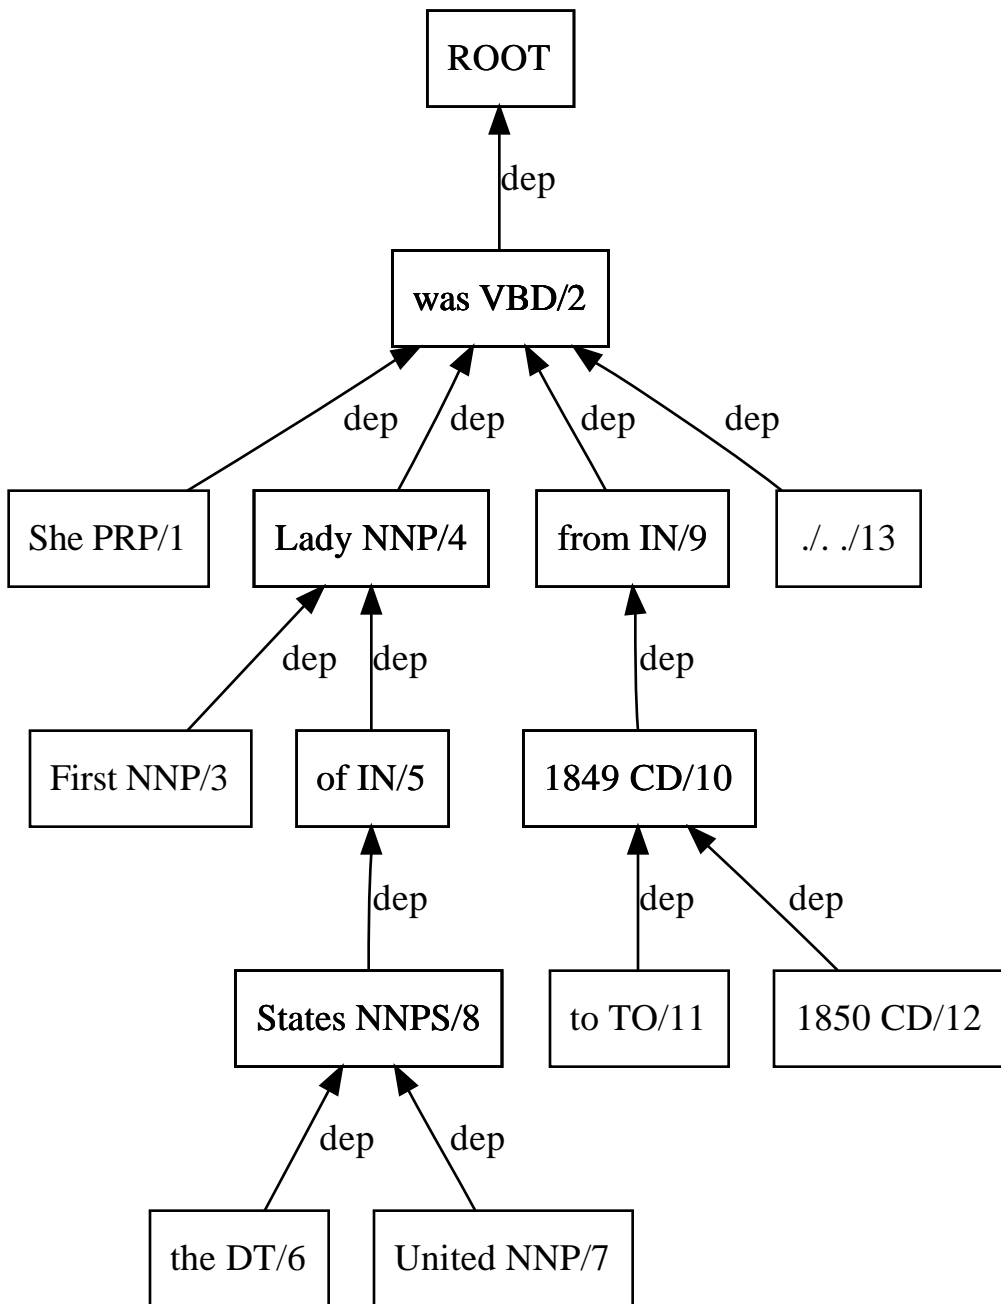 ROOT
dep
was VBD/2
dep dep dep dep
She PRP/1 Lady NNP/4 from IN/9 ./. ./13
dep dep dep
First NNP/3 of IN/5 1849 CD/10
dep dep dep
States NNPS/8 to TO/11 1850 CD/12
dep dep
the DT/6 United NNP/7